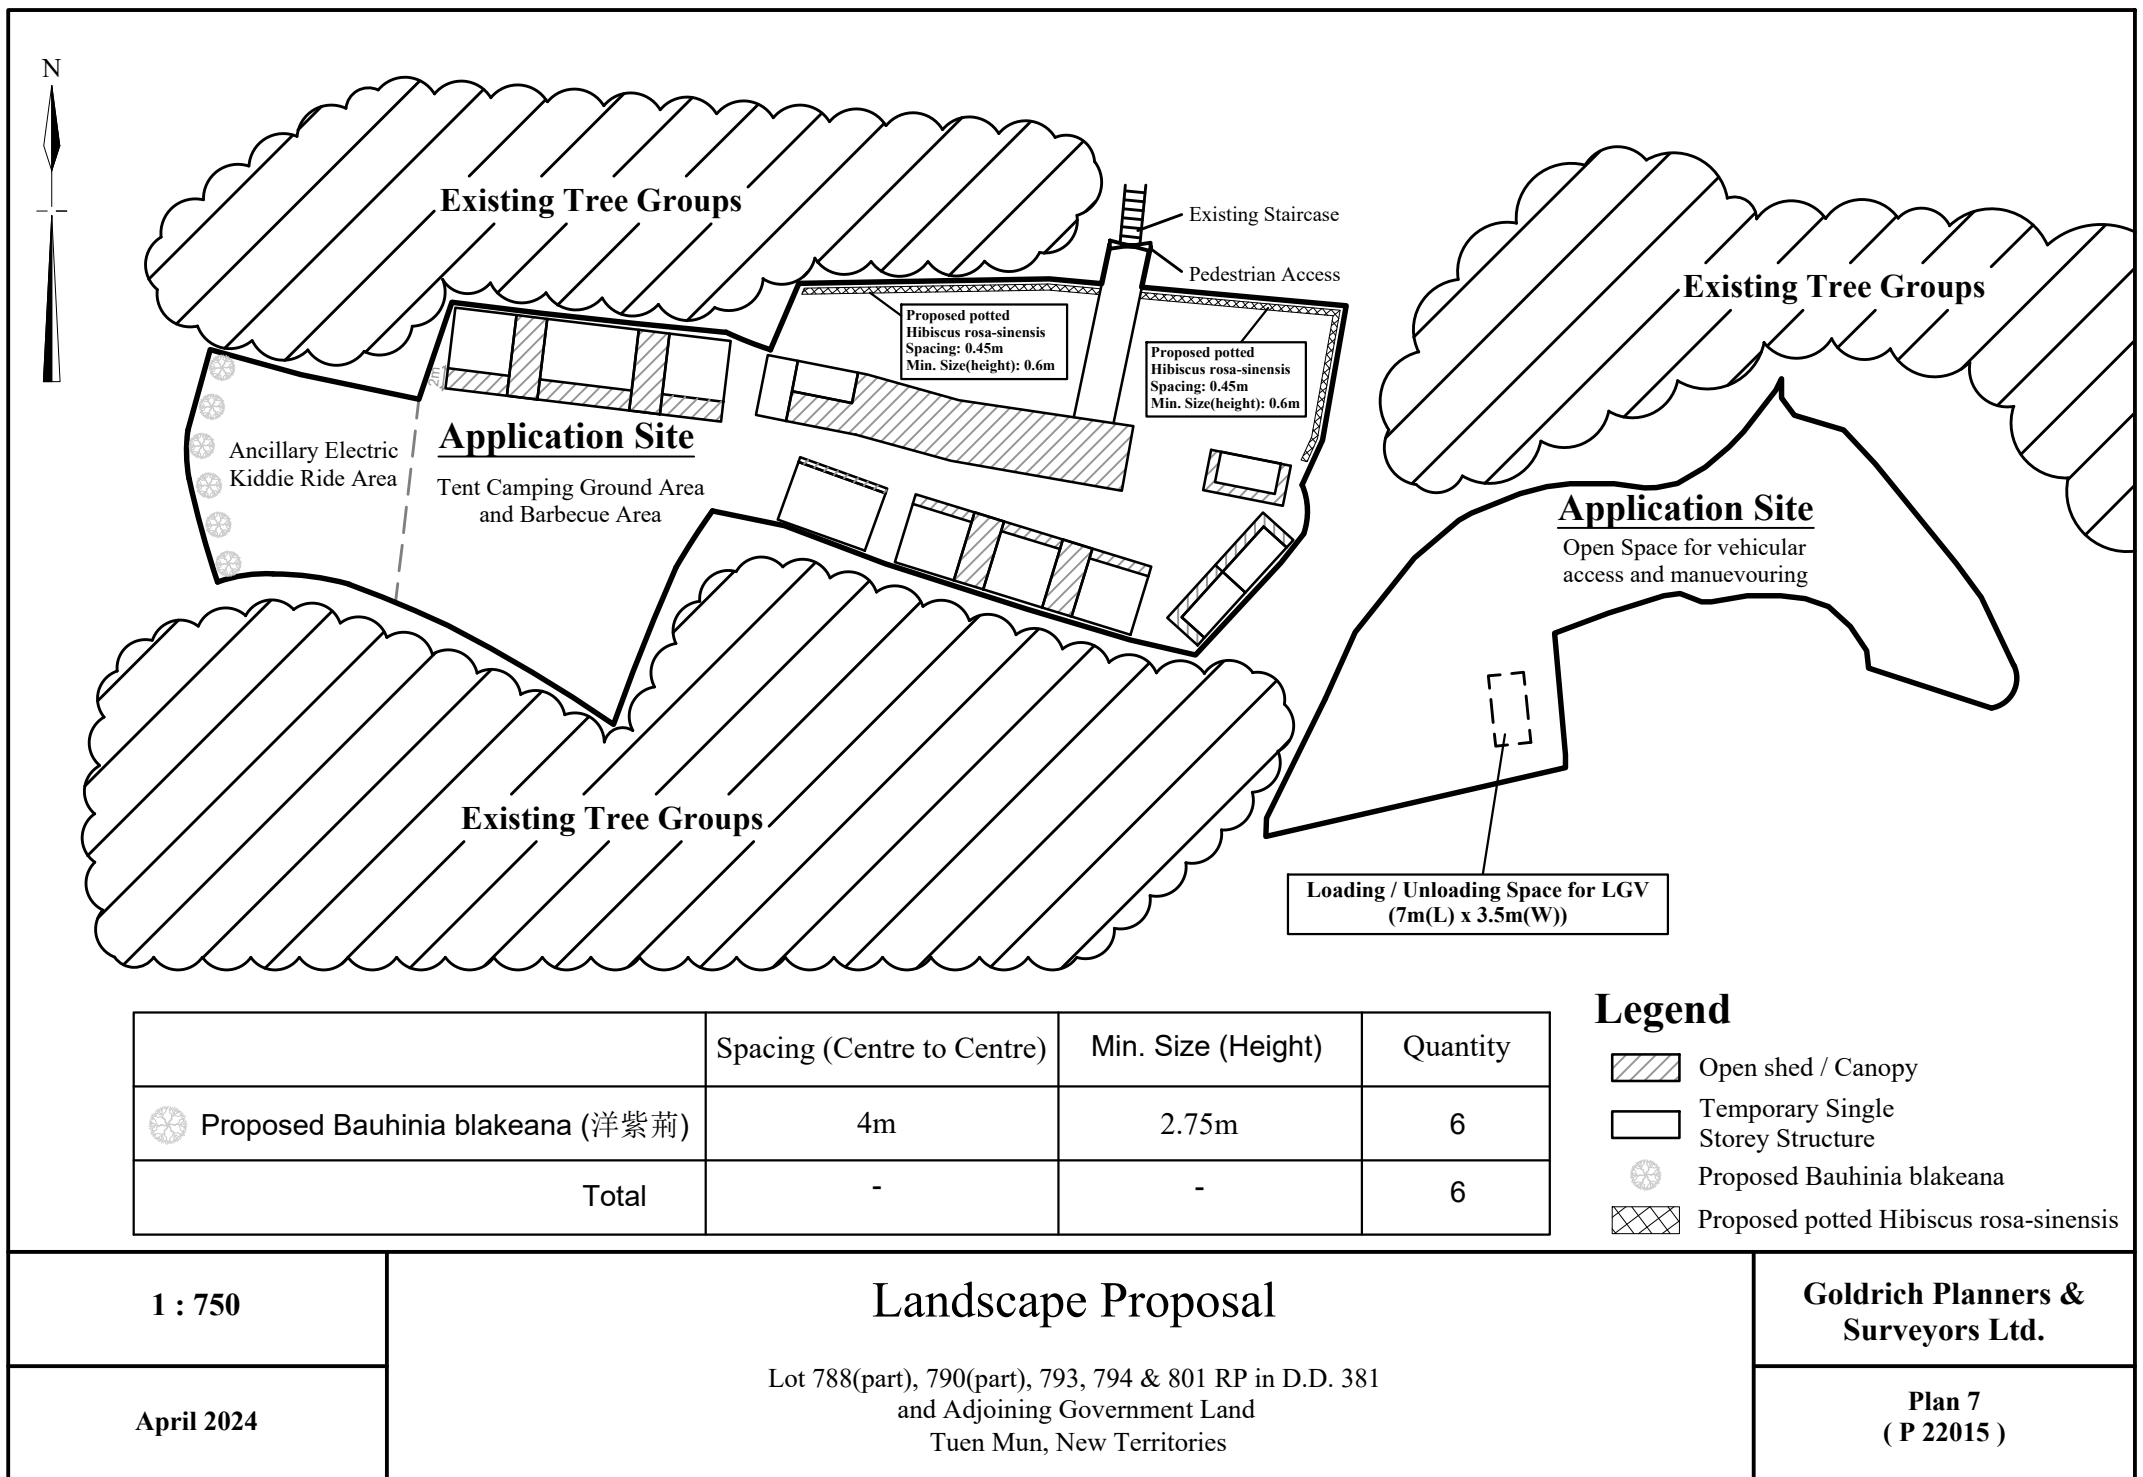 N
Existing Tree Groups
Existing Staircase
Pedestrian Access
Existing Tree Groups
Proposed potted
Hibiscus rosa-sinensis
Spacing: 0.45m
Min. Size(height): 0.6m
Proposed potted
Hibiscus rosa-sinensis
Spacing: 0.45m
Min. Size(height): 0.6m
2m
Ancillary Electric
Kiddie Ride Area
Application Site
Tent Camping Ground Area
and Barbecue Area
Application Site
Open Space for vehicular
access and manuevouring
Existing Tree Groups
Loading / Unloading Space for LGV
(7m(L) x 3.5m(W))
Spacing (Centre to Centre) Min. Size (Height) Quantity
Proposed Bauhinia blakeana (洋紫荊) 4m 2.75m 6
Total - - 6
Legend
Open shed / Canopy
Temporary Single
Storey Structure
Proposed Bauhinia blakeana
Proposed potted Hibiscus rosa-sinensis
1 : 750
April 2024
Landscape Proposal
Lot 788(part), 790(part), 793, 794 & 801 RP in D.D. 381
and Adjoining Government Land
Tuen Mun, New Territories
Goldrich Planners &
Surveyors Ltd.
Plan 7
( P 22015 )